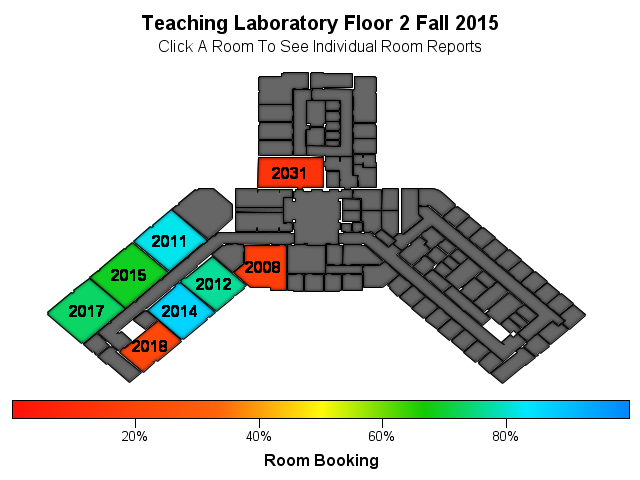 Teaching Laboratory Floor 2 Fall 2015
Click A Room To See Individual Room Reports
2031
2011
2008
2015
2012
2017
2014
2018
20% 40% 60% 80%
Room Booking